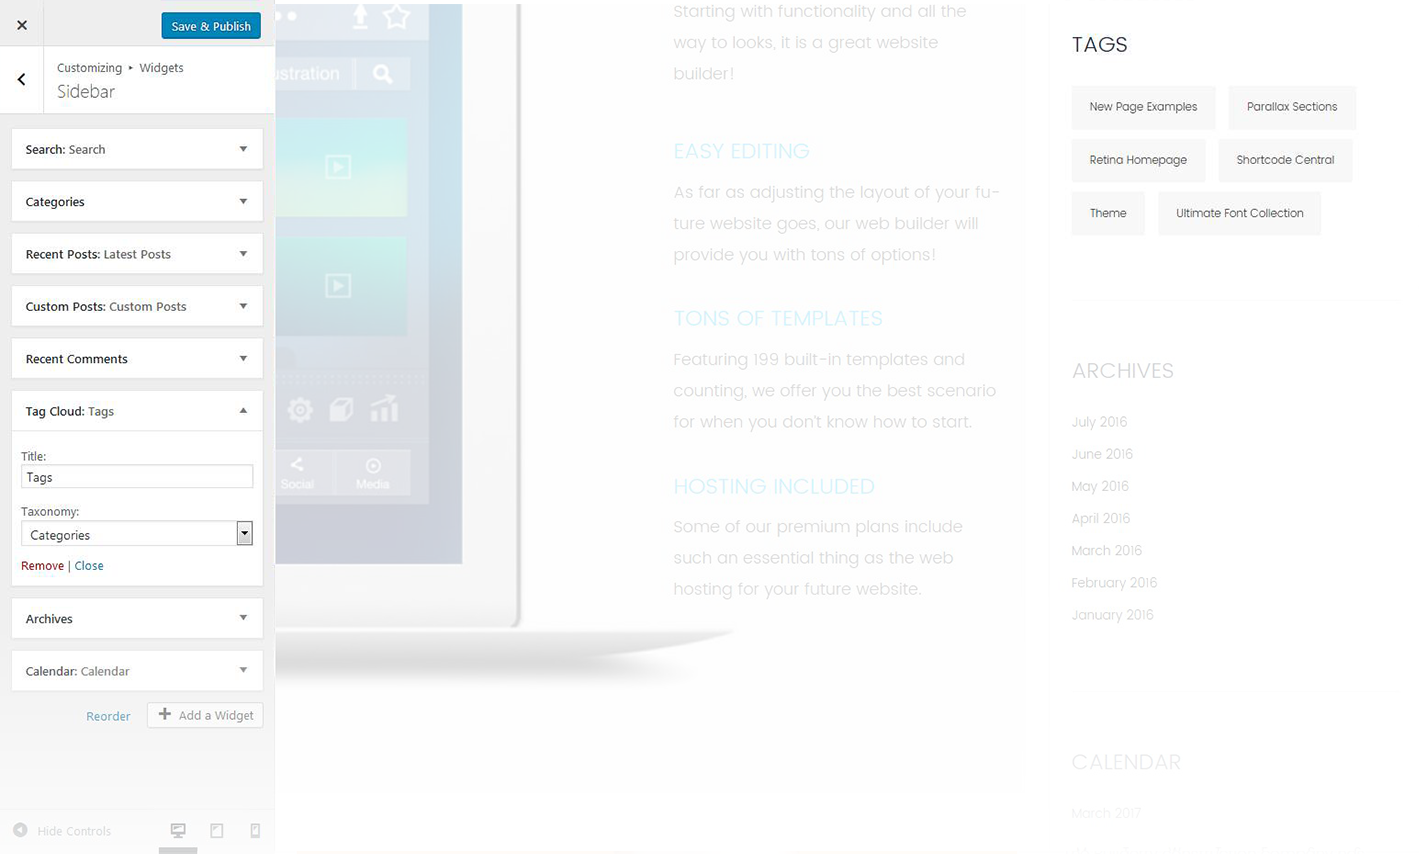 Save & Publish
Customizing ▸ Widgets
Sidebar
Search: Search
Categories
Recent Posts: Latest Posts
Custom Posts: Custom Posts
Recent Comments
Tag Cloud: Tags
Title:
Tags
Taxonomy:
Categories
Remove | Close
Archives
Calendar: Calendar
Reorder
Add a Widget
Hide Controls
ustration
Social
Media
Starting with functionality and all the
way to looks, it is a great website
builder!
EASY EDITING
As far as adjusting the layout of your fu-
ture website goes, our web builder will
provide you with tons of options!
TONS OF TEMPLATES
Featuring 199 built-in templates and
counting, we offer you the best scenario
for when you don't know how to start.
HOSTING INCLUDED
Some of our premium plans include
such an essential thing as the web
hosting for your future website.
TAGS
New Page Examples
Parallax Sections
Retina Homepage
Shortcode Central
Theme
Ultimate Font Collection
ARCHIVES
July 2016
June 2016
May 2016
April 2016
March 2016
February 2016
January 2016
CALENDAR
March 2017